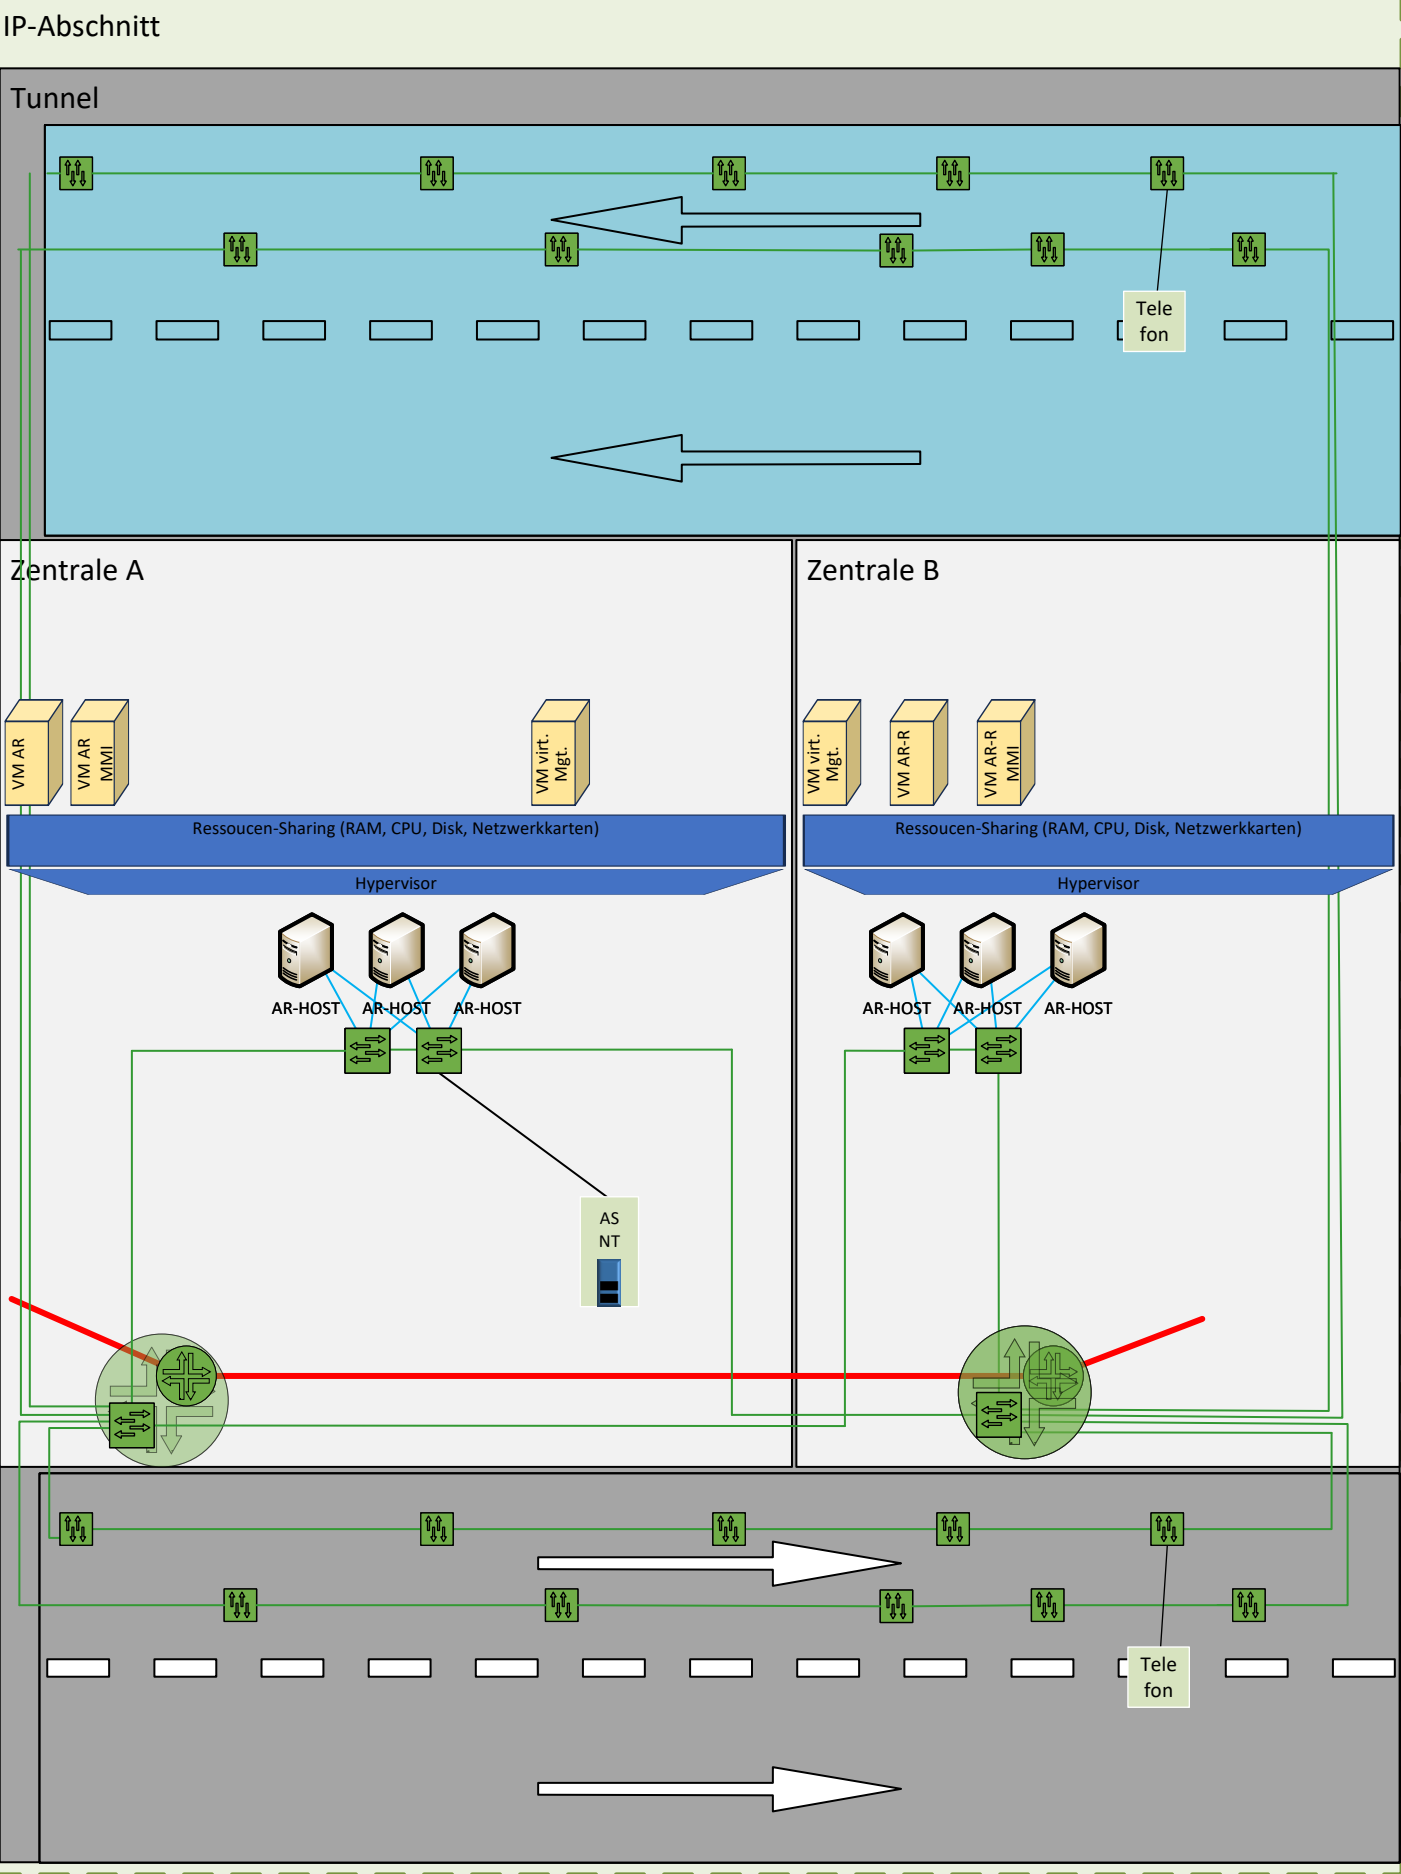 IP-Abschnitt
Tunnel
Tele
fon
Zentrale A
Zentrale B
VM AR
VM AR
MMI
VM virt.
Mgt.
VM virt.
Mgt.
VM AR-R
VM AR-R
MMI
Ressoucen-Sharing (RAM, CPU, Disk, Netzwerkkarten)
Ressoucen-Sharing (RAM, CPU, Disk, Netzwerkkarten)
Hypervisor
Hypervisor
AR-HOST
AR-HOST
AR-HOST
AR-HOST
AR-HOST
AR-HOST
AS
NT
Tele
fon